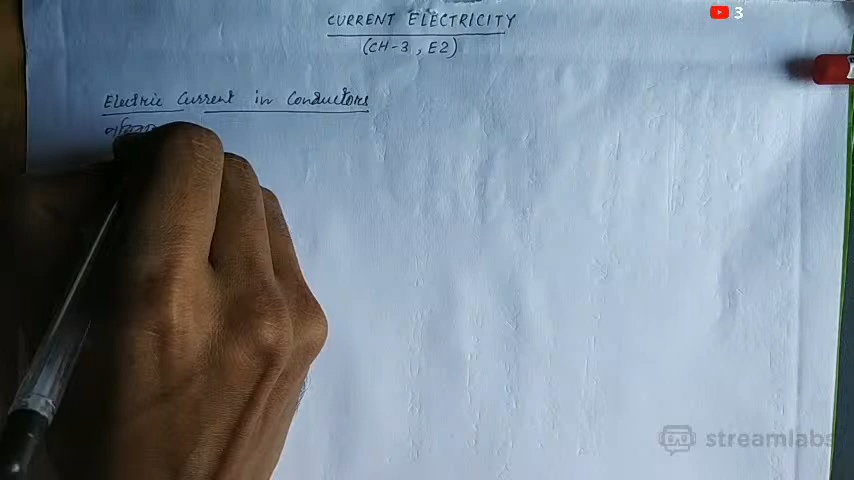 CURRENT ELECTRICITY
3
(CH-3, E2)
Electric Current in Conductors
streamlabs